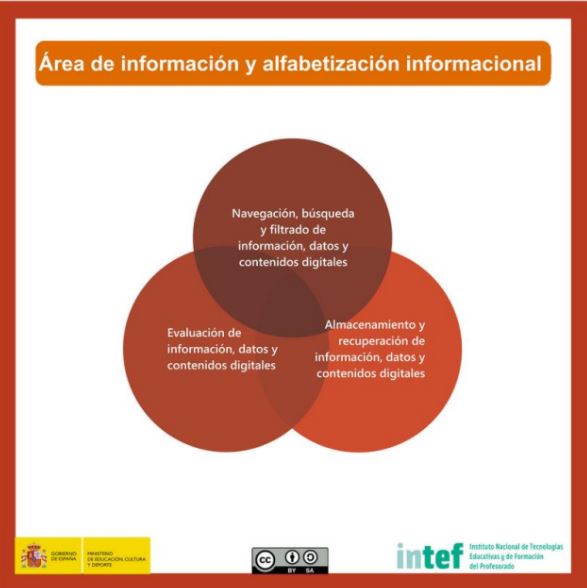 Área de información y alfabetización informacional
Navegación, búsqueda
y filtrado de
información, datos y
contenidos digitales
Evaluación de
información, datos y
contenidos digitales
Almacenamiento y
recuperación de
información, datos y
contenidos digitales
GOBIERNO
DE ESPAÑA
MINISTERIO
DE EDUCACIÓN, CULTURA
Y DEPORTE
cc
BY SA
intef
Instituto Nacional de Tecnologías
Educativas y de Formación
del Profesorado